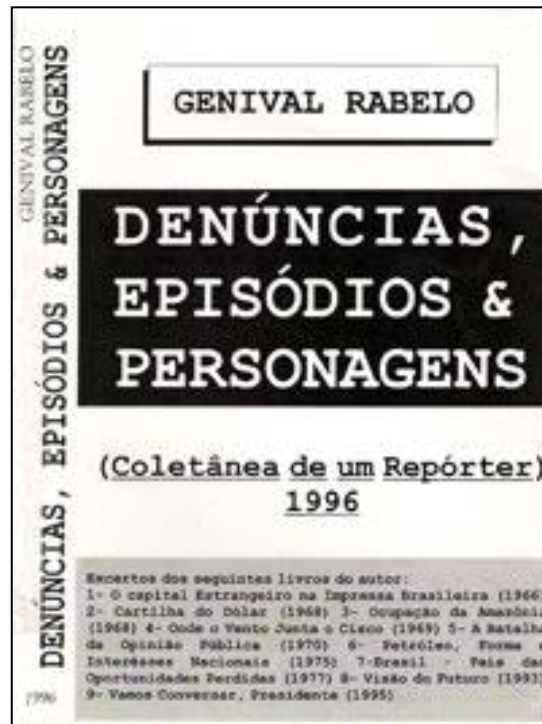 GENIVAL RABELO
DENÚNCIAS, EPISÓDIOS & PERSONAGENS
1996
GENIVAL RABELO
DENÚNCIAS,
EPISÓDIOS &
PERSONAGENS
(Coletânea de um Repórter)
1996
Excertos dos seguintes livros do autor:
1- O capital Estrangeiro na Imprensa Brasileira (1966)
2- Cartilha do Dólar (1968) 3- Ocupação da Amazônia
(1968) 4- Onde o Vento Junta o Cisco (1969) 5- A Batalha
da Opinião Pública (1970) 6- Petróleo, Forma e
Interêsses Nacionais (1975) 7-Brasil - País das
Oportunidades Perdidas (1977) 8- Visão do Futuro (1993)
9- Vamos Conversar, Presidente (1995)